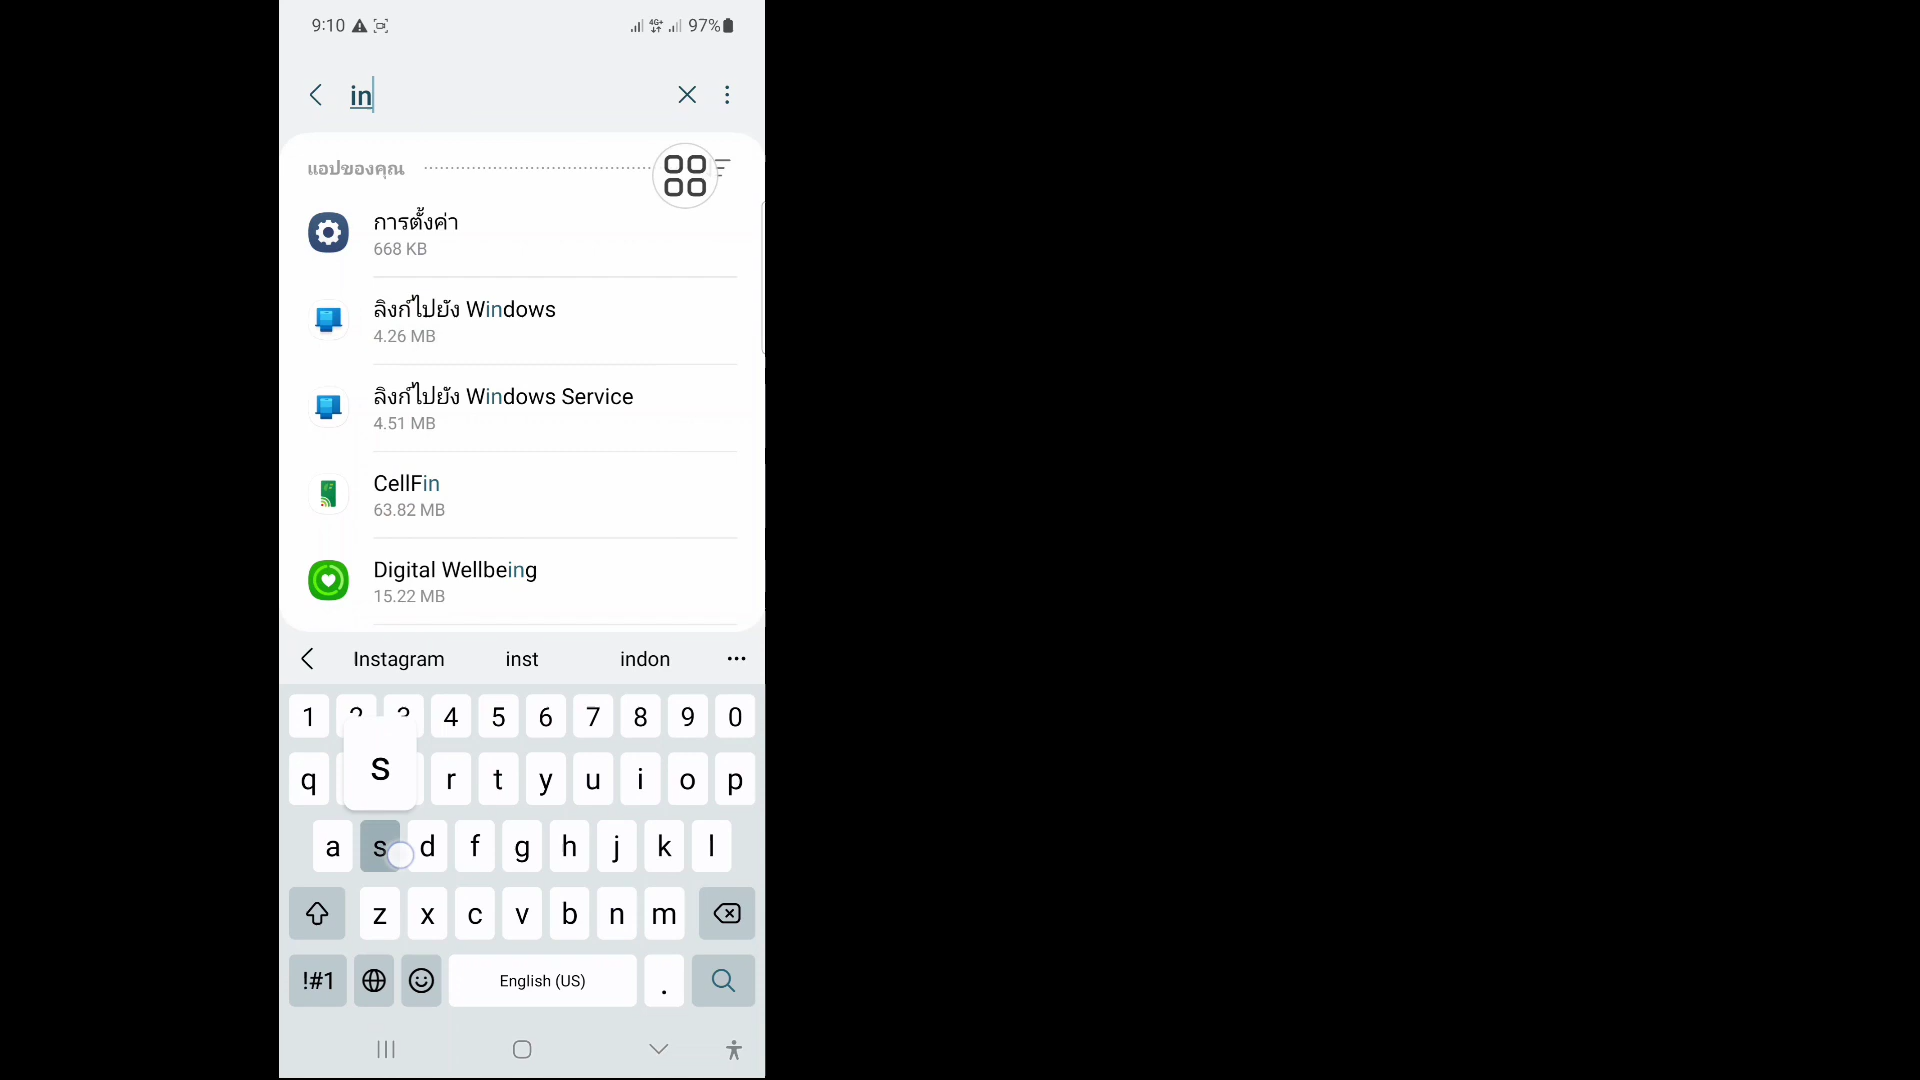 9:10 4G+ 97%
in
แอปของคุณ
การตั้งค่า
668 KB
ลิงก์ไปยัง Windows
4.26 MB
ลิงก์ไปยัง Windows Service
4.51 MB
CellFin
63.82 MB
Digital Wellbeing
15.22 MB
Instagram inst indon
1 2 3 4 5 6 7 8 9 0
q s r t y u i o p
a s d f g h j k l
z x c v b n m
!#1 English (US) .